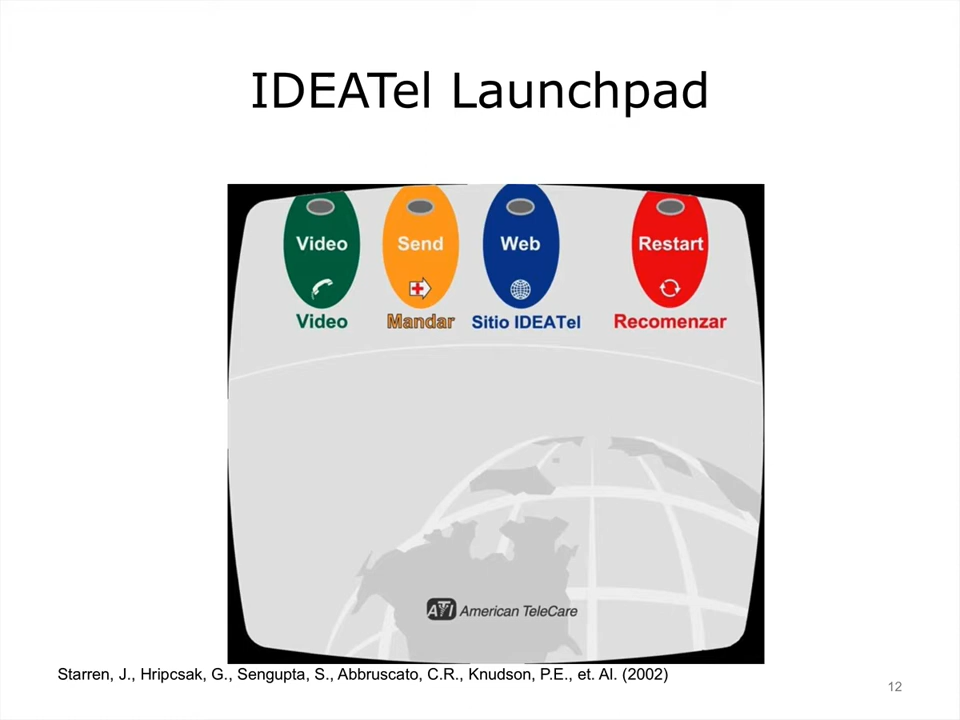 IDEATel Launchpad
Video Send Web Restart
Video Mandar Sitio IDEATel Recomenzar
ATI American TeleCare
Starren, J., Hripcsak, G., Sengupta, S., Abbruscato, C.R., Knudson, P.E., et. Al. (2002)
12